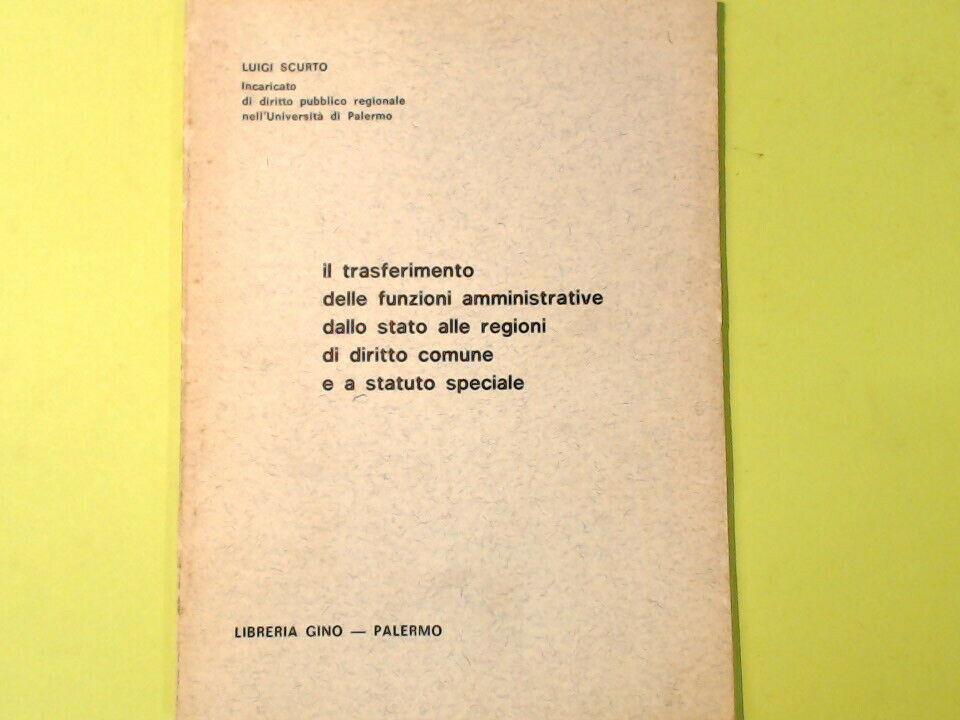 LUIGI SCURTO
Incaricato
di diritto pubblico regionale
nell'Università di Palermo
il trasferimento
delle funzioni amministrative
dallo stato alle regioni
di diritto comune
e a statuto speciale
LIBRERIA GINO — PALERMO